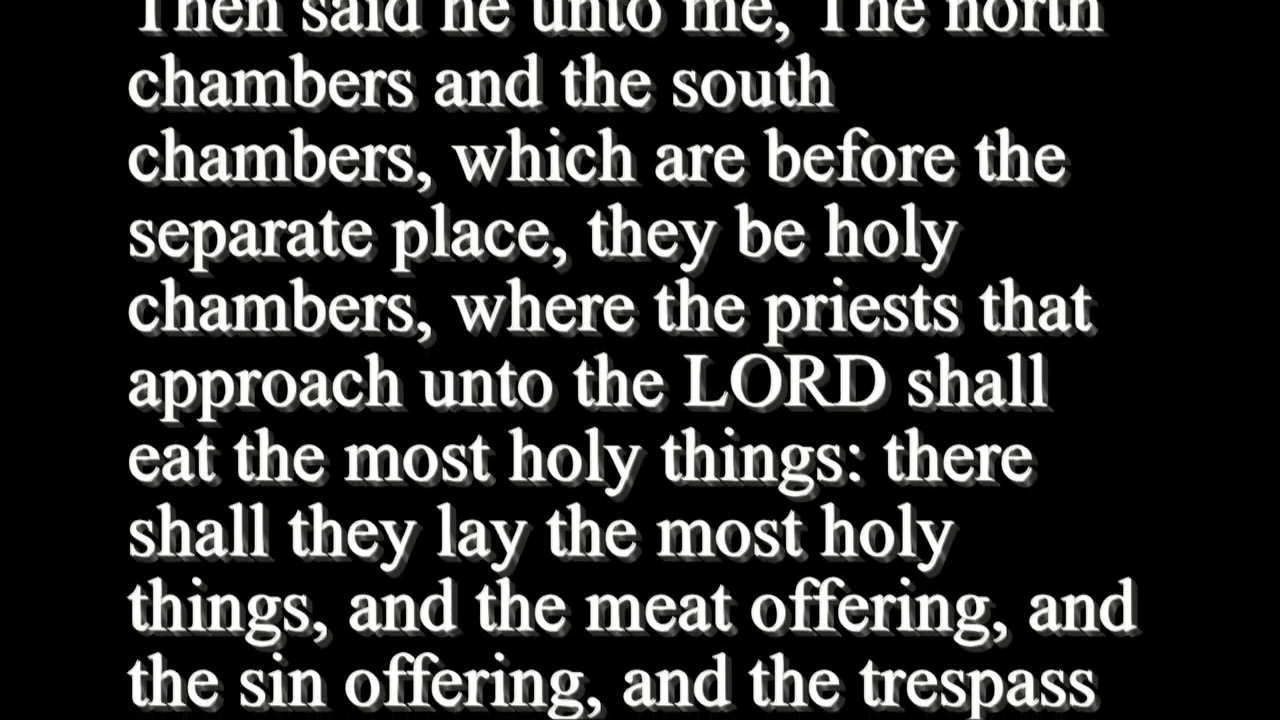 Then said he unto me, The north
chambers and the south
chambers, which are before the
separate place, they be holy
chambers, where the priests that
approach unto the LORD shall
eat the most holy things: there
shall they lay the most holy
things, and the meat offering, and
the sin offering, and the trespass